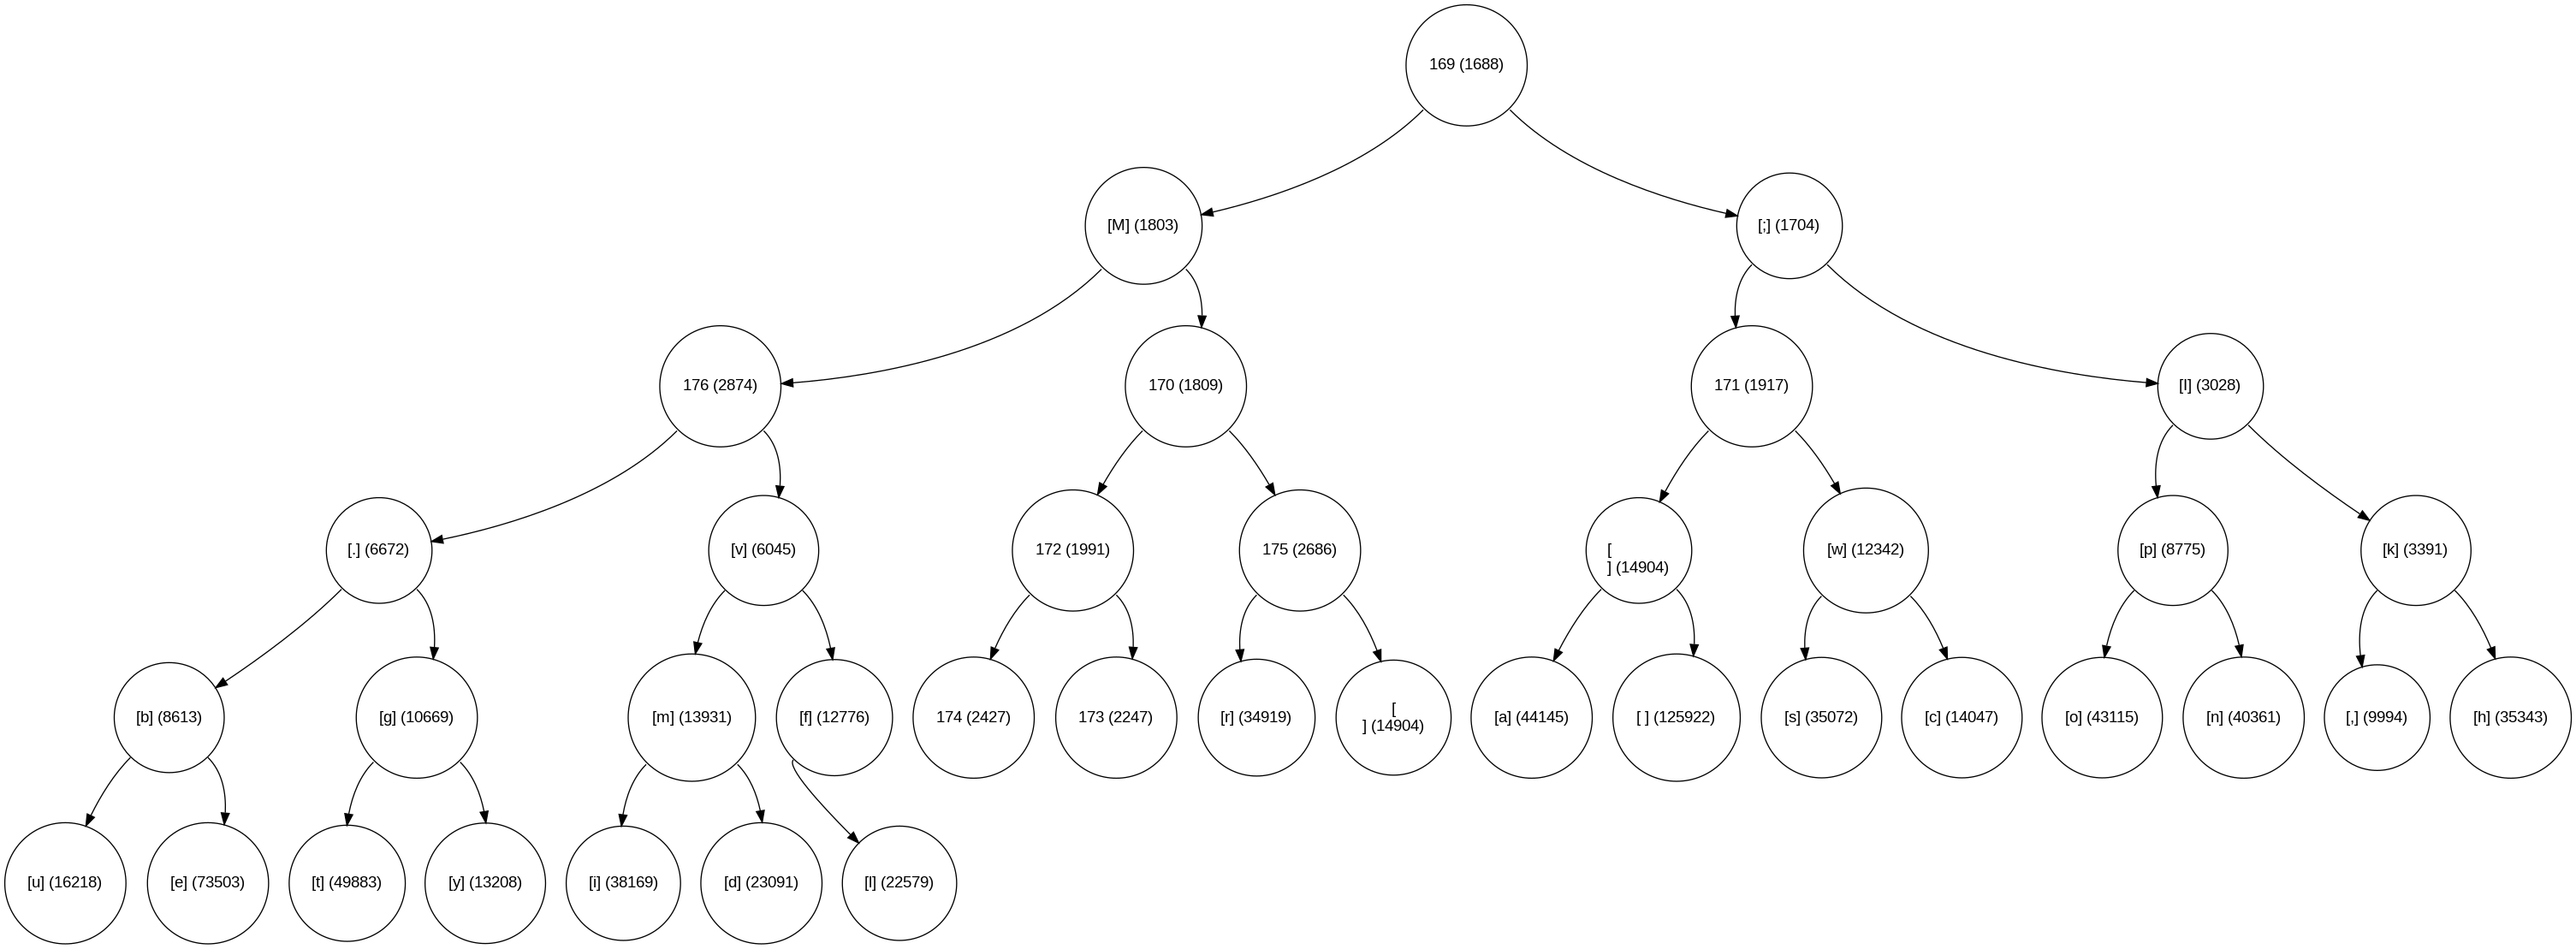 169 (1688)
[M] (1803)
[;] (1704)
176 (2874)
170 (1809)
171 (1917)
[I] (3028)
[.] (6672)
[v] (6045)
172 (1991)
175 (2686)
[
] (14904)
[w] (12342)
[p] (8775)
[k] (3391)
[b] (8613)
[g] (10669)
[m] (13931)
[f] (12776)
174 (2427)
173 (2247)
[r] (34919)
[
] (14904)
[a] (44145)
[ ] (125922)
[s] (35072)
[c] (14047)
[o] (43115)
[n] (40361)
[,] (9994)
[h] (35343)
[u] (16218)
[e] (73503)
[t] (49883)
[y] (13208)
[i] (38169)
[d] (23091)
[l] (22579)